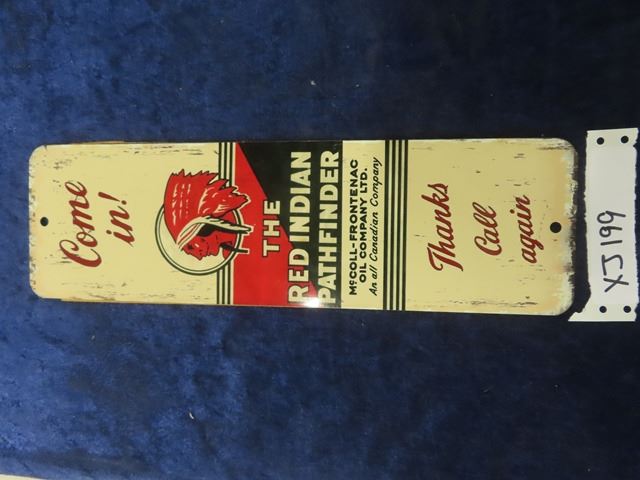 Come
in!
THE
RED INDIAN
PATHFINDER
McCOLL-FRONTENAC
OIL COMPANY LTD.
An all Canadian Company
Thanks
Call
again
XJ199